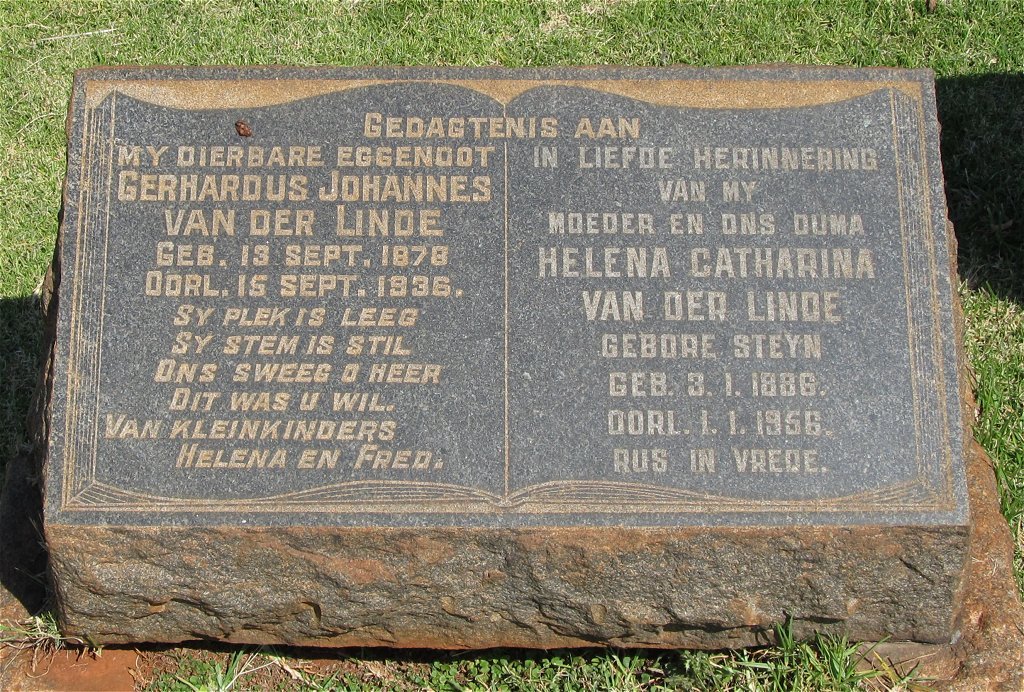 GEDAGTENIS AAN
MY DIERBARE EGGENOOT
GERHARDUS JOHANNES
VAN DER LINDE
GEB. 13 SEPT. 1878
OORL. 15 SEPT. 1936.
SY PLEK IS LEEG
SY STEM IS STIL
ONS SWEEG O HEER
DIT WAS U WIL.
VAN KLEINKINDERS
HELENA EN FRED.
IN LIEFDE HERINNERING
VAN MY
MOEDER EN ONS OUMA
HELENA CATHARINA
VAN DER LINDE
GEBORE STEYN
GEB. 3. 1. 1886.
OORL. 1. 1. 1956.
RUS IN VREDE.